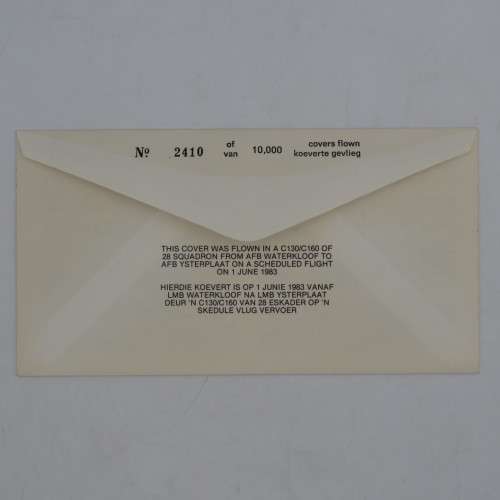 No 2410 of 10,000 covers flown
van koeverte gevlieg
THIS COVER WAS FLOWN IN A C130/C160 OF
28 SQUADRON FROM AFB WATERKLOOF TO
AFB YSTERPLAAT ON A SCHEDULED FLIGHT
ON 1 JUNE 1983
HIERDIE KOEVERT IS OP 1 JUNIE 1983 VANAF
LMB WATERKLOOF NA LMB YSTERPLAAT
DEUR 'N C130/C160 VAN 28 ESKADER OP 'N
SKEDULE VLUG VERVOER